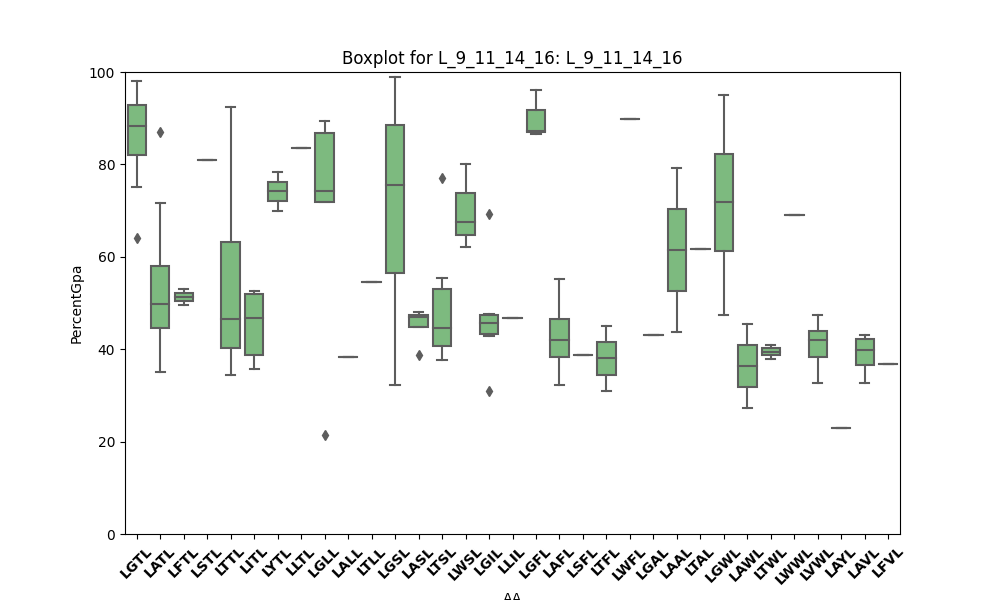 Boxplot for L_9_11_14_16: L_9_11_14_16
PercentGpa
100
80
60
40
20
0
LGTL LATL LFTL LSTL LTTL LITL LYTL LLTL LGLL LALL LTLL LGSL LASL LTSL LWSL LGIL LLIL LGFL LAFL LSFL LTFL LWFL LGAL LAAL LTAL LGWL LAWL LTWL LWWL LVWL LAYL LAVL LFVL
AA